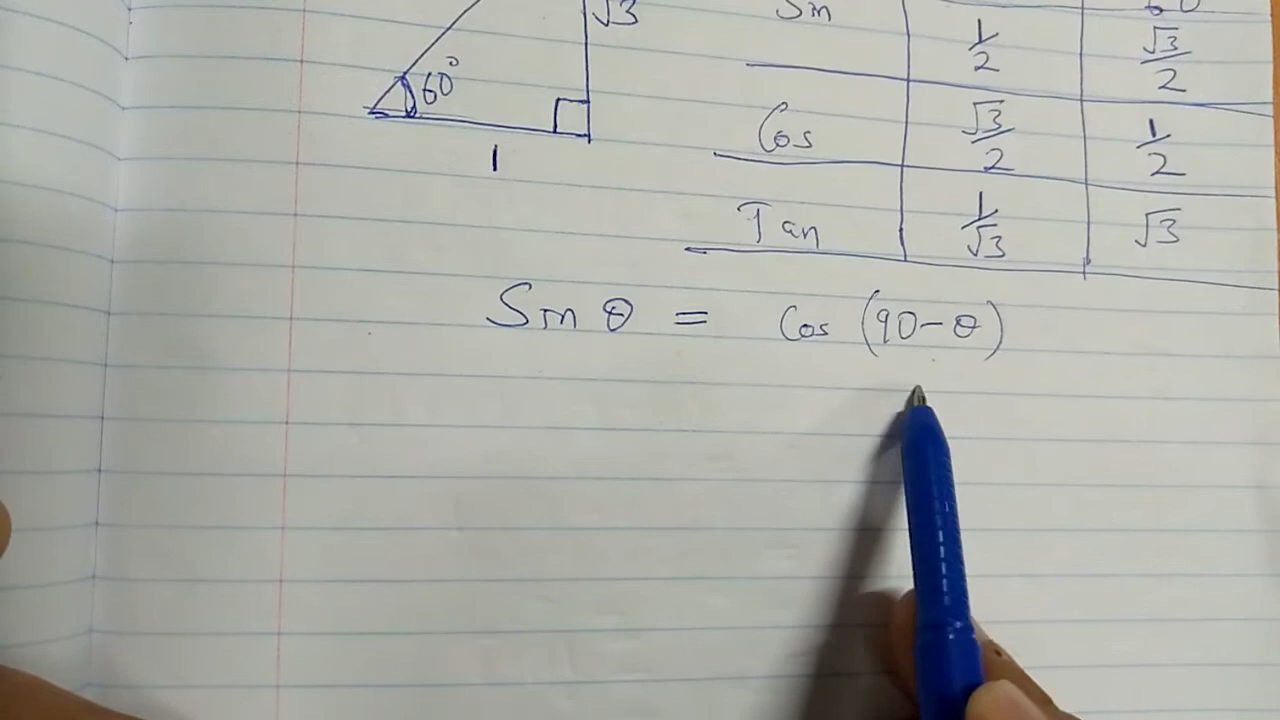 √3
60°
1
Sin 60
1/2 √3/2
Cos √3/2 1/2
Tan 1/√3 √3
Sin θ = Cos (90-θ)